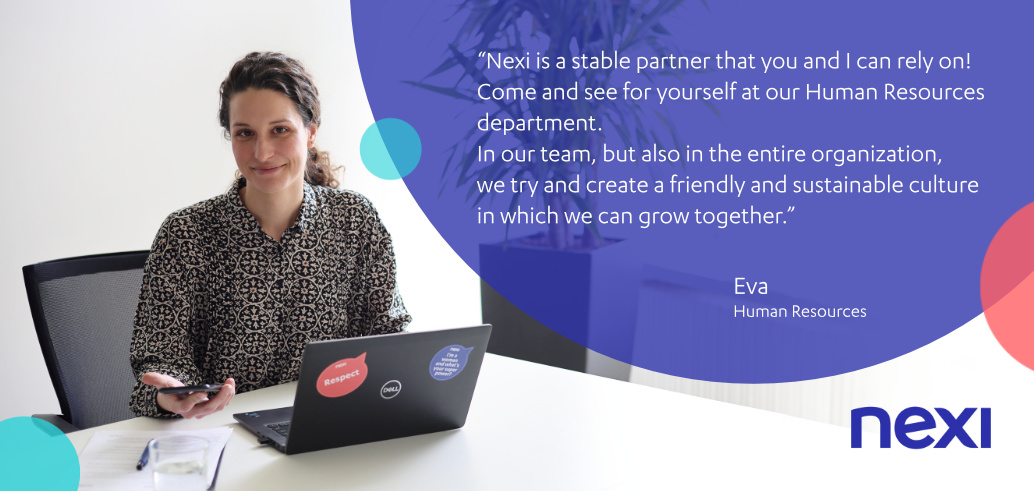 “Nexi is a stable partner that you and I can rely on!
Come and see for yourself at our Human Resources
department.
In our team, but also in the entire organization,
we try and create a friendly and sustainable culture
in which we can grow together.”
Eva
Human Resources
nexi
Respect
DELL
nexi
I'm a
woman
and what's
your super
power?
nexi